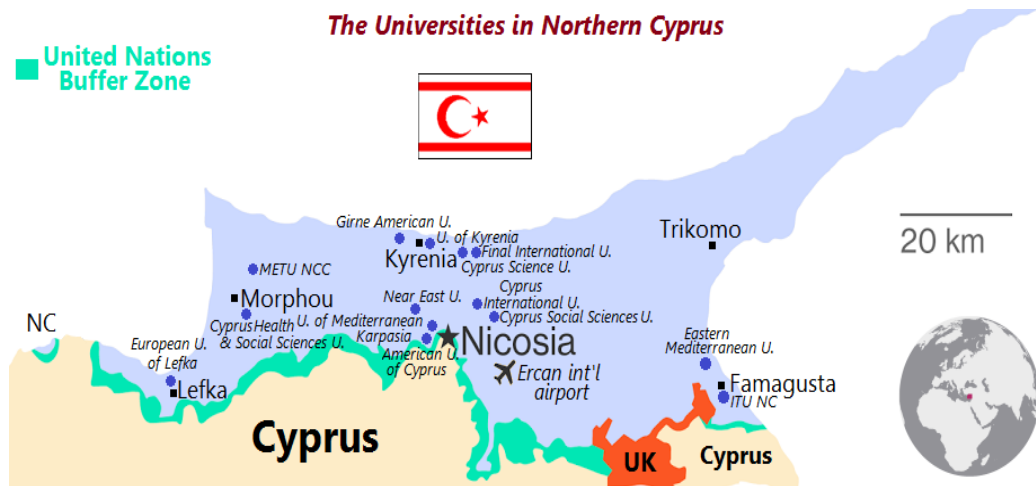 The Universities in Northern Cyprus
United Nations
Buffer Zone
Girne American U.
U. of Kyrenia
Kyrenia
Final International U.
Cyprus Science U.
Trikomo
20 km
METU NCC
Morphou
Near East U.
Cyprus
International U.
Cyprus Social Sciences U.
Cyprus Health
& Social Sciences U.
U. of Mediterranean
Karpasia
NC
European U.
of Lefka
Lefka
American U.
of Cyprus
Nicosia
Ercan int'l
airport
Eastern
Mediterranean U.
Famagusta
ITU NC
Cyprus
UK
Cyprus